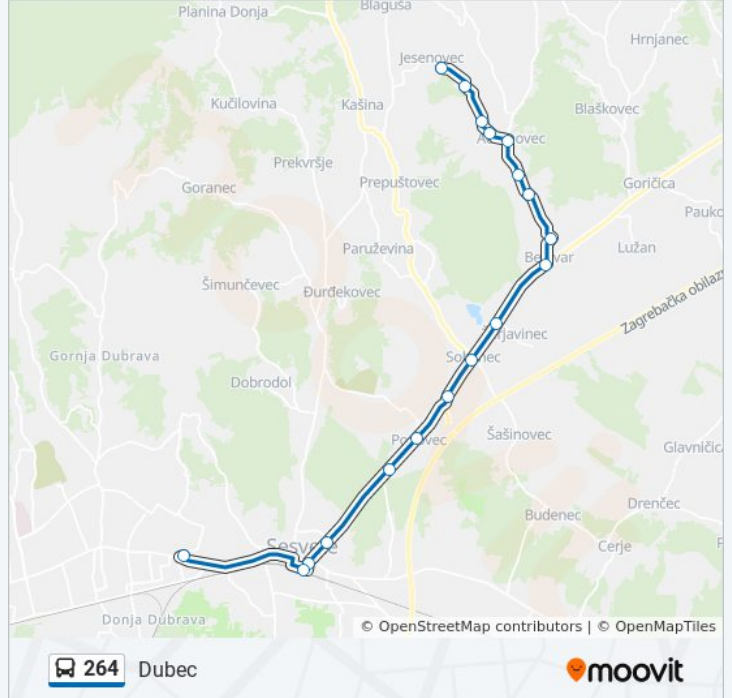 Blaguša
Planina Donja
Hrnjanec
Jesenovec
Kučilovina
Kašina
Blaškovec
Prekvršje
Goranec
Prepuštovec
Goričica
Pauko
Paruževina
Lužan
Šimunčevec
Đurđekovec
Zagrebačka obilaz
Gornja Dubrava
Dobrodol
Šašinovec
Glavničic
Drenčec
Budenec
Cerje
Donja Dubrava
© OpenStreetMap contributors | © OpenMapTiles
264 Dubec
moovit